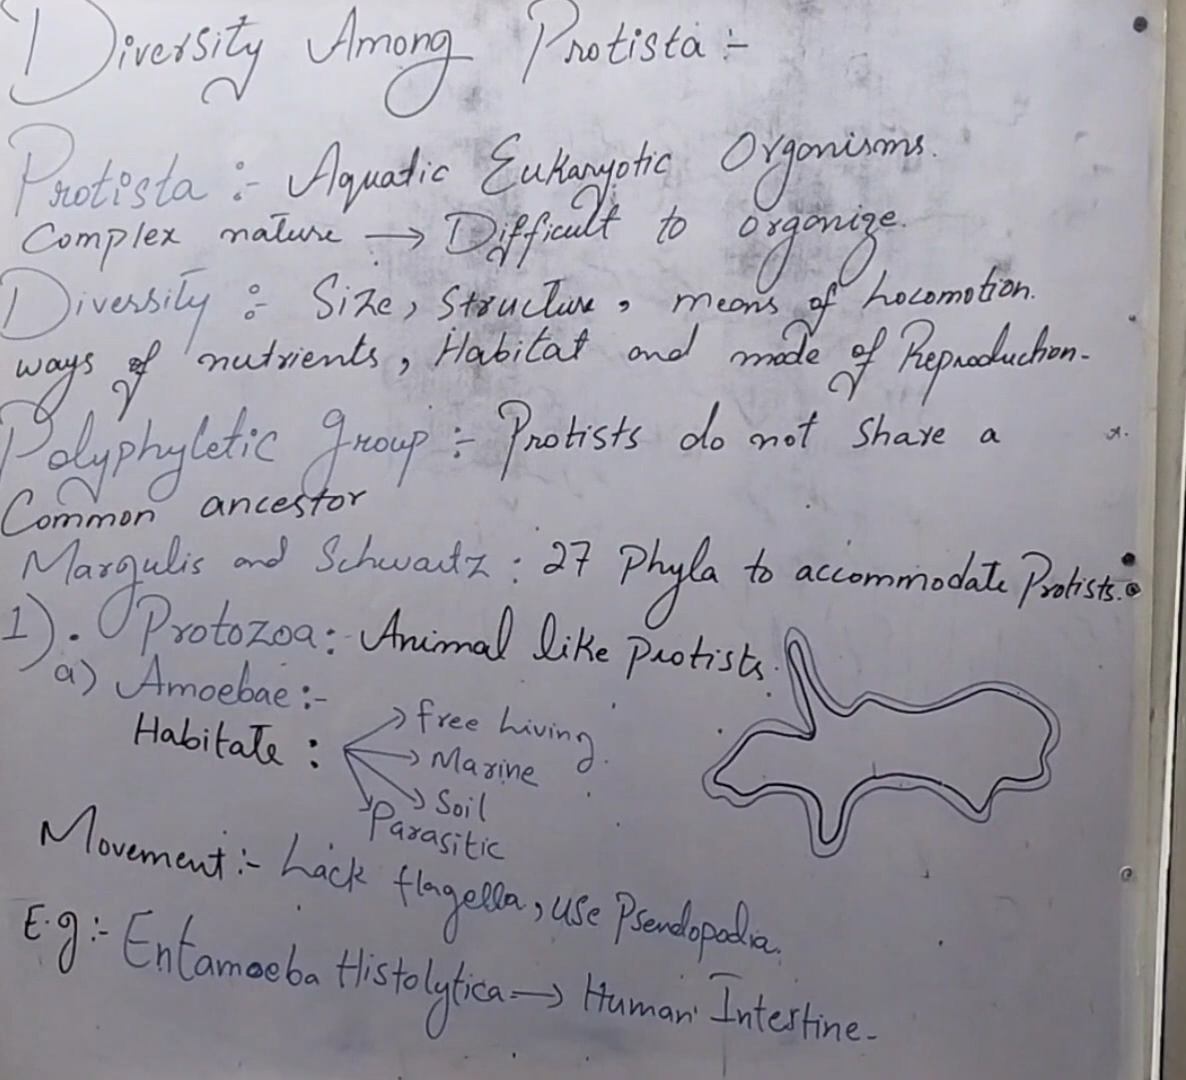 Diversity Among Protista :-
Protista :- Aquatic Eukaryotic Organisms.
Complex nature → Difficult to organize.
Diversity :- Size, Structure, means of Locomotion.
ways of nutrients, Habitat and mode of Reproduction.
Polyphyletic group :- Protists do not share a
Common ancestor
Margulis and Schwartz : 27 Phyla to accommodate Protists.
1). Protozoa :- Animal like Protists.
a) Amoebae :-
Habitate :
→ free Living.
→ Marine
→ Soil
→ Parasitic
Movement :- Lack flagella, use Pseudopodia.
E.g :- Entamoeba Histolytica → Human Intestine.